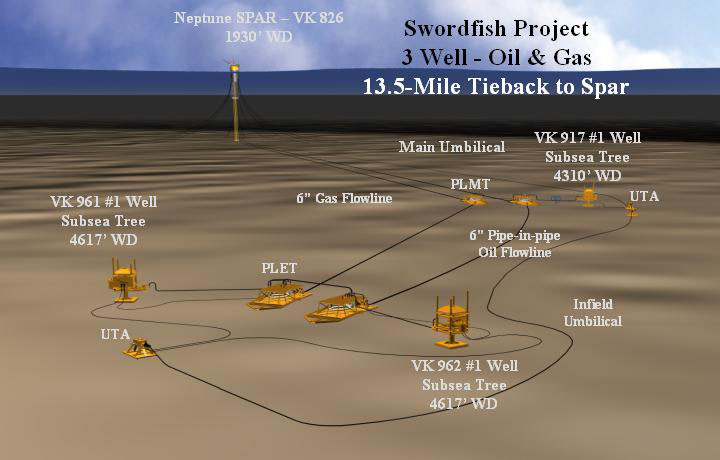 Neptune SPAR – VK 826
1930' WD
Swordfish Project
3 Well - Oil & Gas
13.5-Mile Tieback to Spar
Main Umbilical
VK 917 #1 Well
Subsea Tree
4310' WD
PLMT
UTA
6" Gas Flowline
VK 961 #1 Well
Subsea Tree
4617' WD
6" Pipe-in-pipe
Oil Flowline
PLET
Infield
Umbilical
UTA
VK 962 #1 Well
Subsea Tree
4617' WD